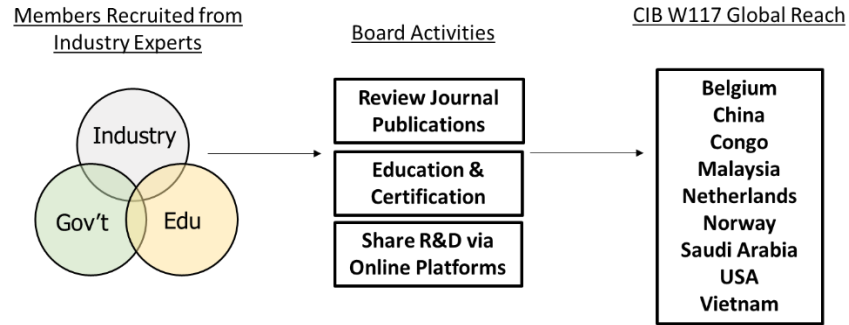 Members Recruited from
Industry Experts
Industry
Gov't
Edu
Board Activities
Review Journal
Publications
Education &
Certification
Share R&D via
Online Platforms
CIB W117 Global Reach
Belgium
China
Congo
Malaysia
Netherlands
Norway
Saudi Arabia
USA
Vietnam